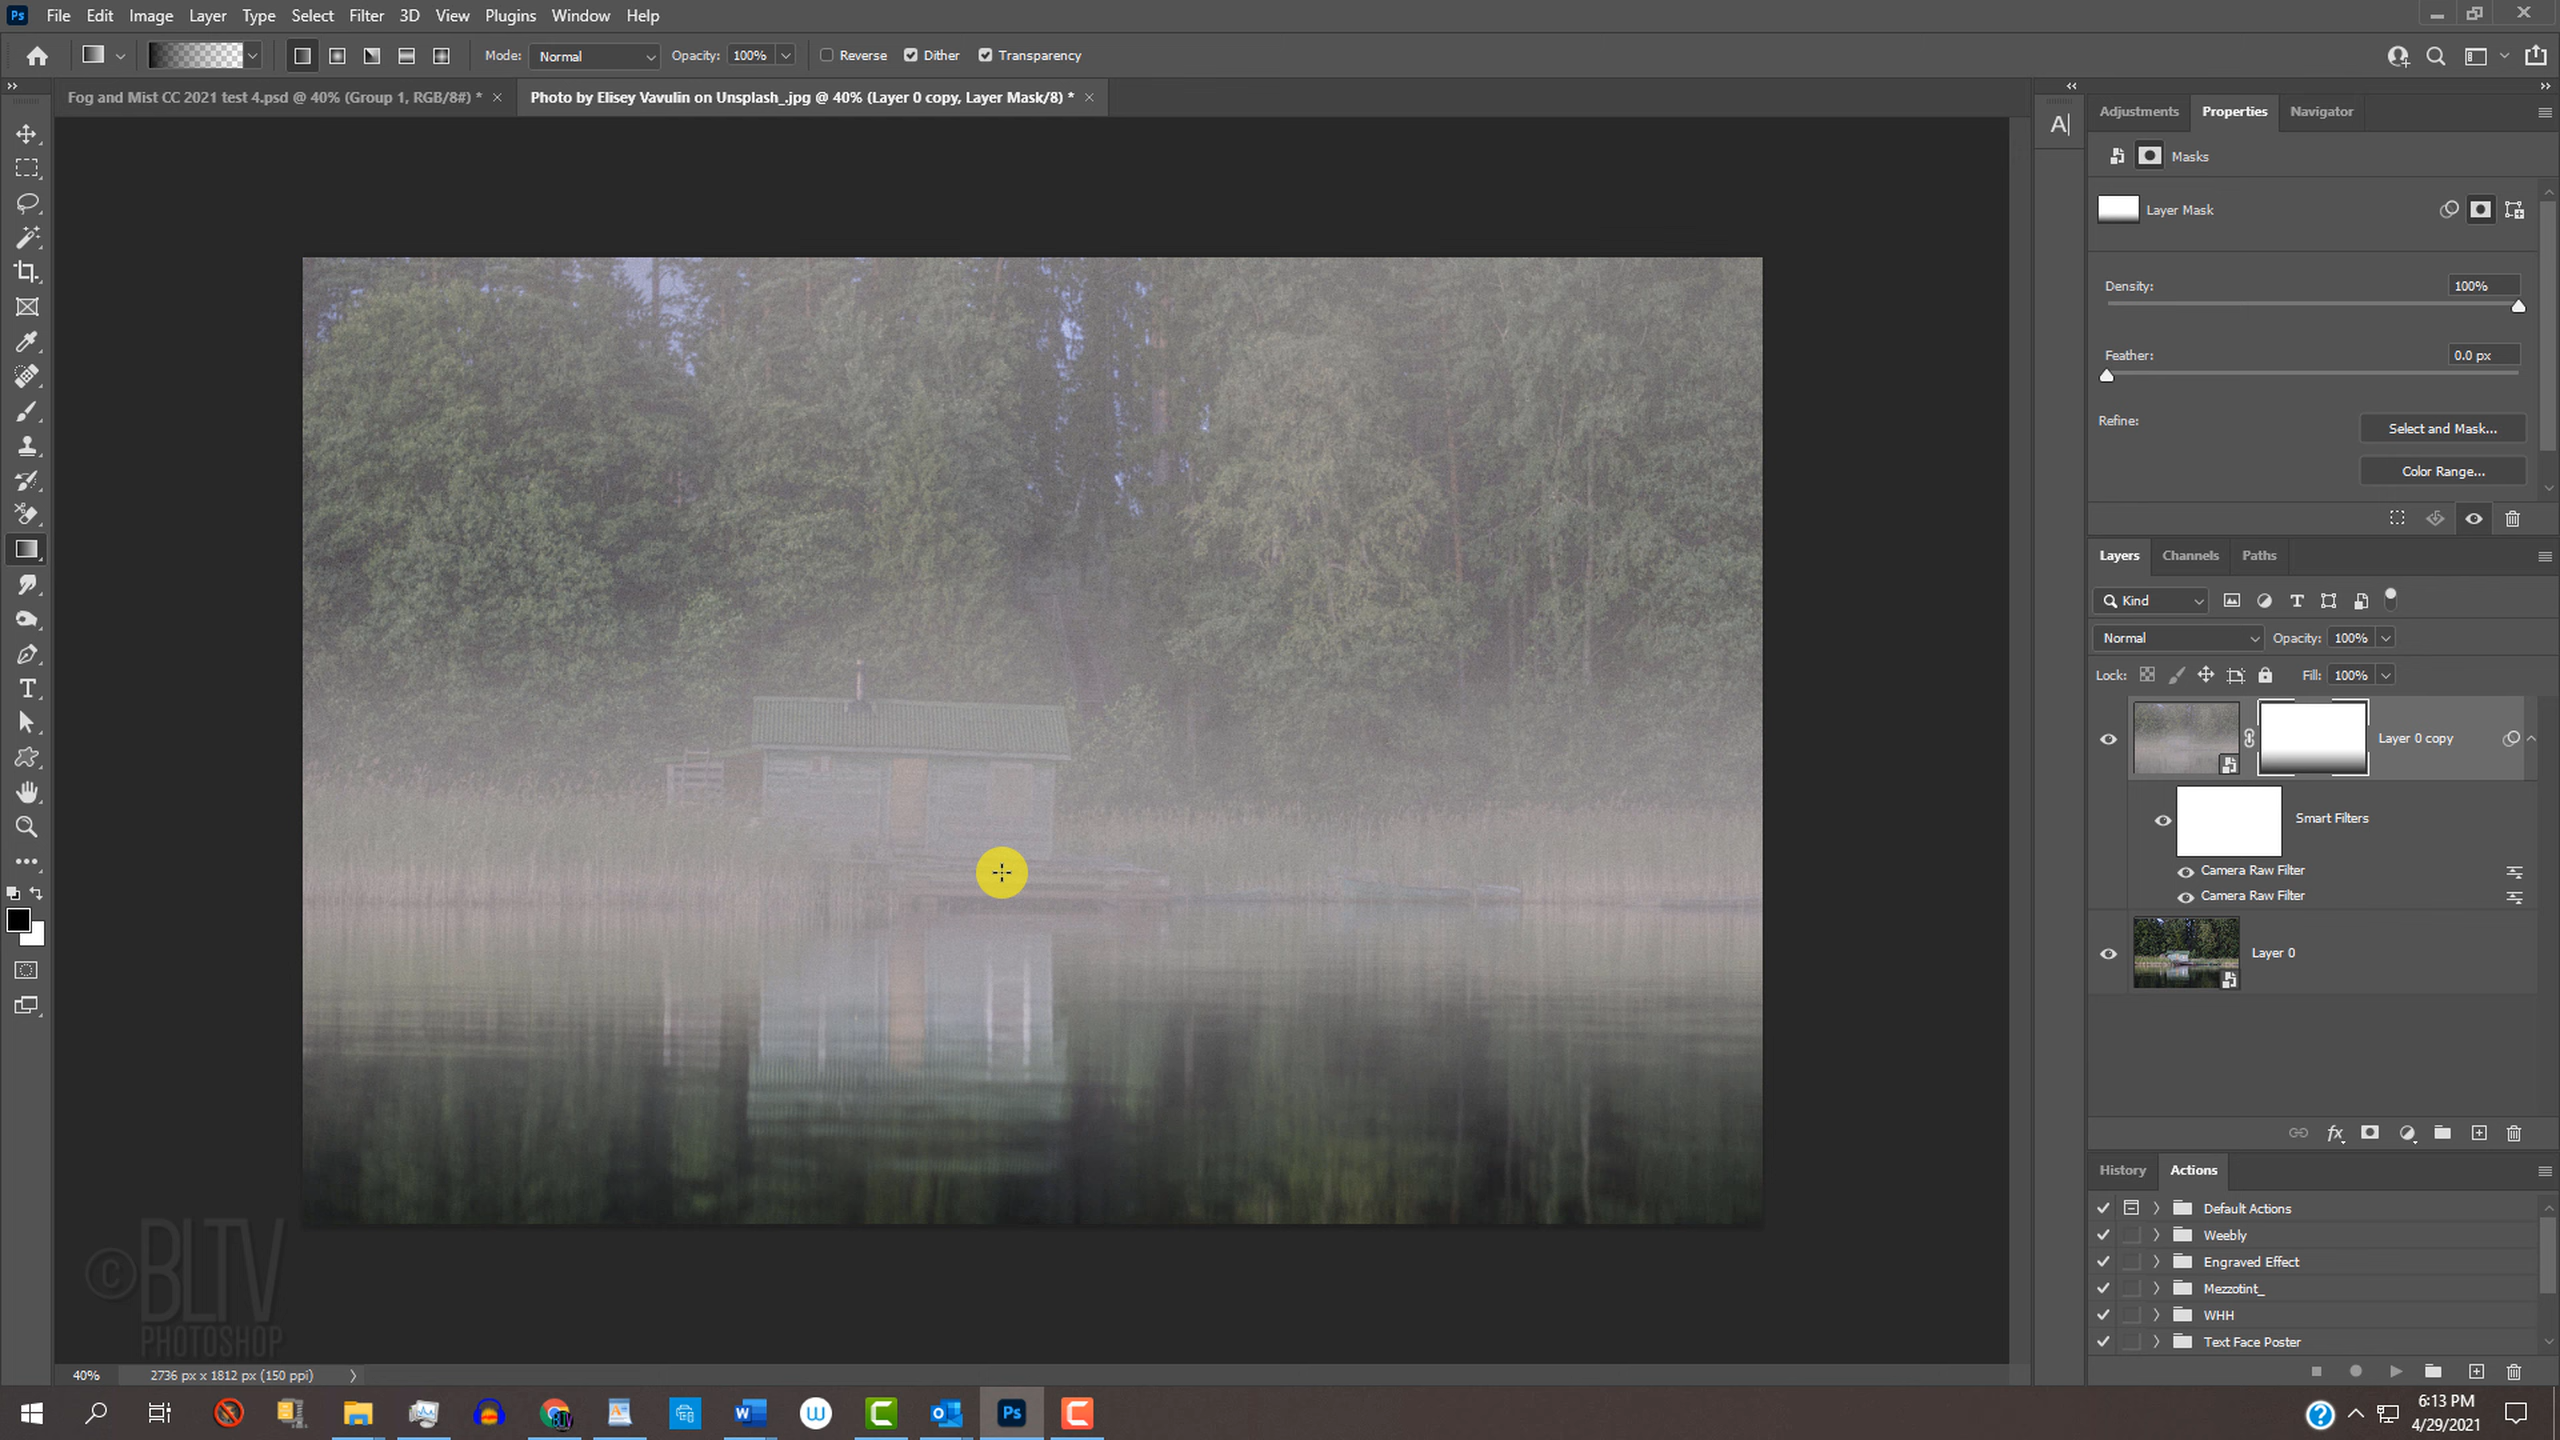 Ps File Edit Image Layer Type Select Filter 3D View Plugins Window Help
Mode: Normal Opacity: 100% Reverse Dither Transparency
Fog and Mist CC 2021 test 4.psd @ 40% (Group 1, RGB/8#) *
Photo by Elisey Vavulin on Unsplash_.jpg @ 40% (Layer 0 copy, Layer Mask/8) *
A
Adjustments Properties Navigator
Masks
Layer Mask
Density: 100%
Feather: 0.0 px
Refine:
Select and Mask...
Color Range...
Layers Channels Paths
Kind
Normal Opacity: 100%
Lock: Fill: 100%
Layer 0 copy
Smart Filters
Camera Raw Filter
Camera Raw Filter
Layer 0
fx
History Actions
Default Actions
Weebly
Engraved Effect
Mezzotint_
WHH
Text Face Poster
T
©BLTV
PHOTOSHOP
40% 2736 px x 1812 px (150 ppi)
Ps
6:13 PM
4/29/2021